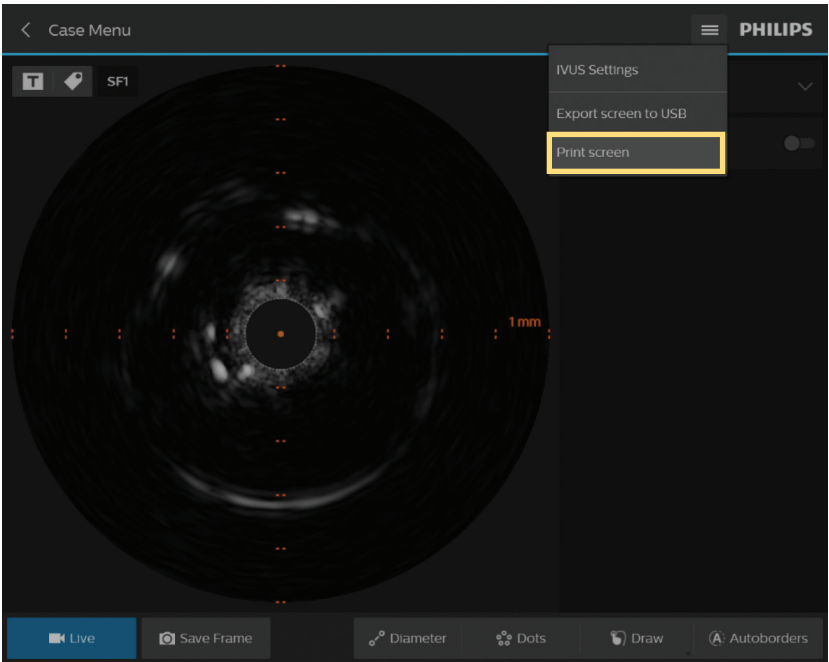 Case Menu
PHILIPS
IVUS Settings
T
SF1
Export screen to USB
Print screen
1 mm
Live
Save Frame
Diameter
Dots
Draw
A
Autoborders